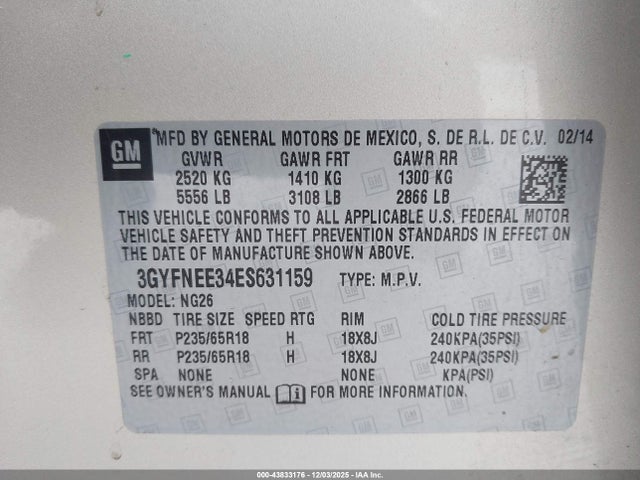 GM
MFD BY GENERAL MOTORS DE MEXICO, S. DE R.L. DE C.V. 02/14
GVWR GAWR FRT GAWR RR
2520 KG 1410 KG 1300 KG
5556 LB 3108 LB 2866 LB
THIS VEHICLE CONFORMS TO ALL APPLICABLE U.S. FEDERAL MOTOR
VEHICLE SAFETY AND THEFT PREVENTION STANDARDS IN EFFECT ON
THE DATE OF MANUFACTURE SHOWN ABOVE.
3GYFNEE34ES631159 TYPE: M.P.V.
MODEL: NG26
NBBD TIRE SIZE SPEED RTG RIM COLD TIRE PRESSURE
FRT P235/65R18 H 18X8J 240KPA(35PSI)
RR P235/65R18 H 18X8J 240KPA(35PSI)
SPA NONE NONE KPA(PSI)
SEE OWNER'S MANUAL FOR MORE INFORMATION.
000-43833176 - 12/03/2025 - IAAI, Inc.